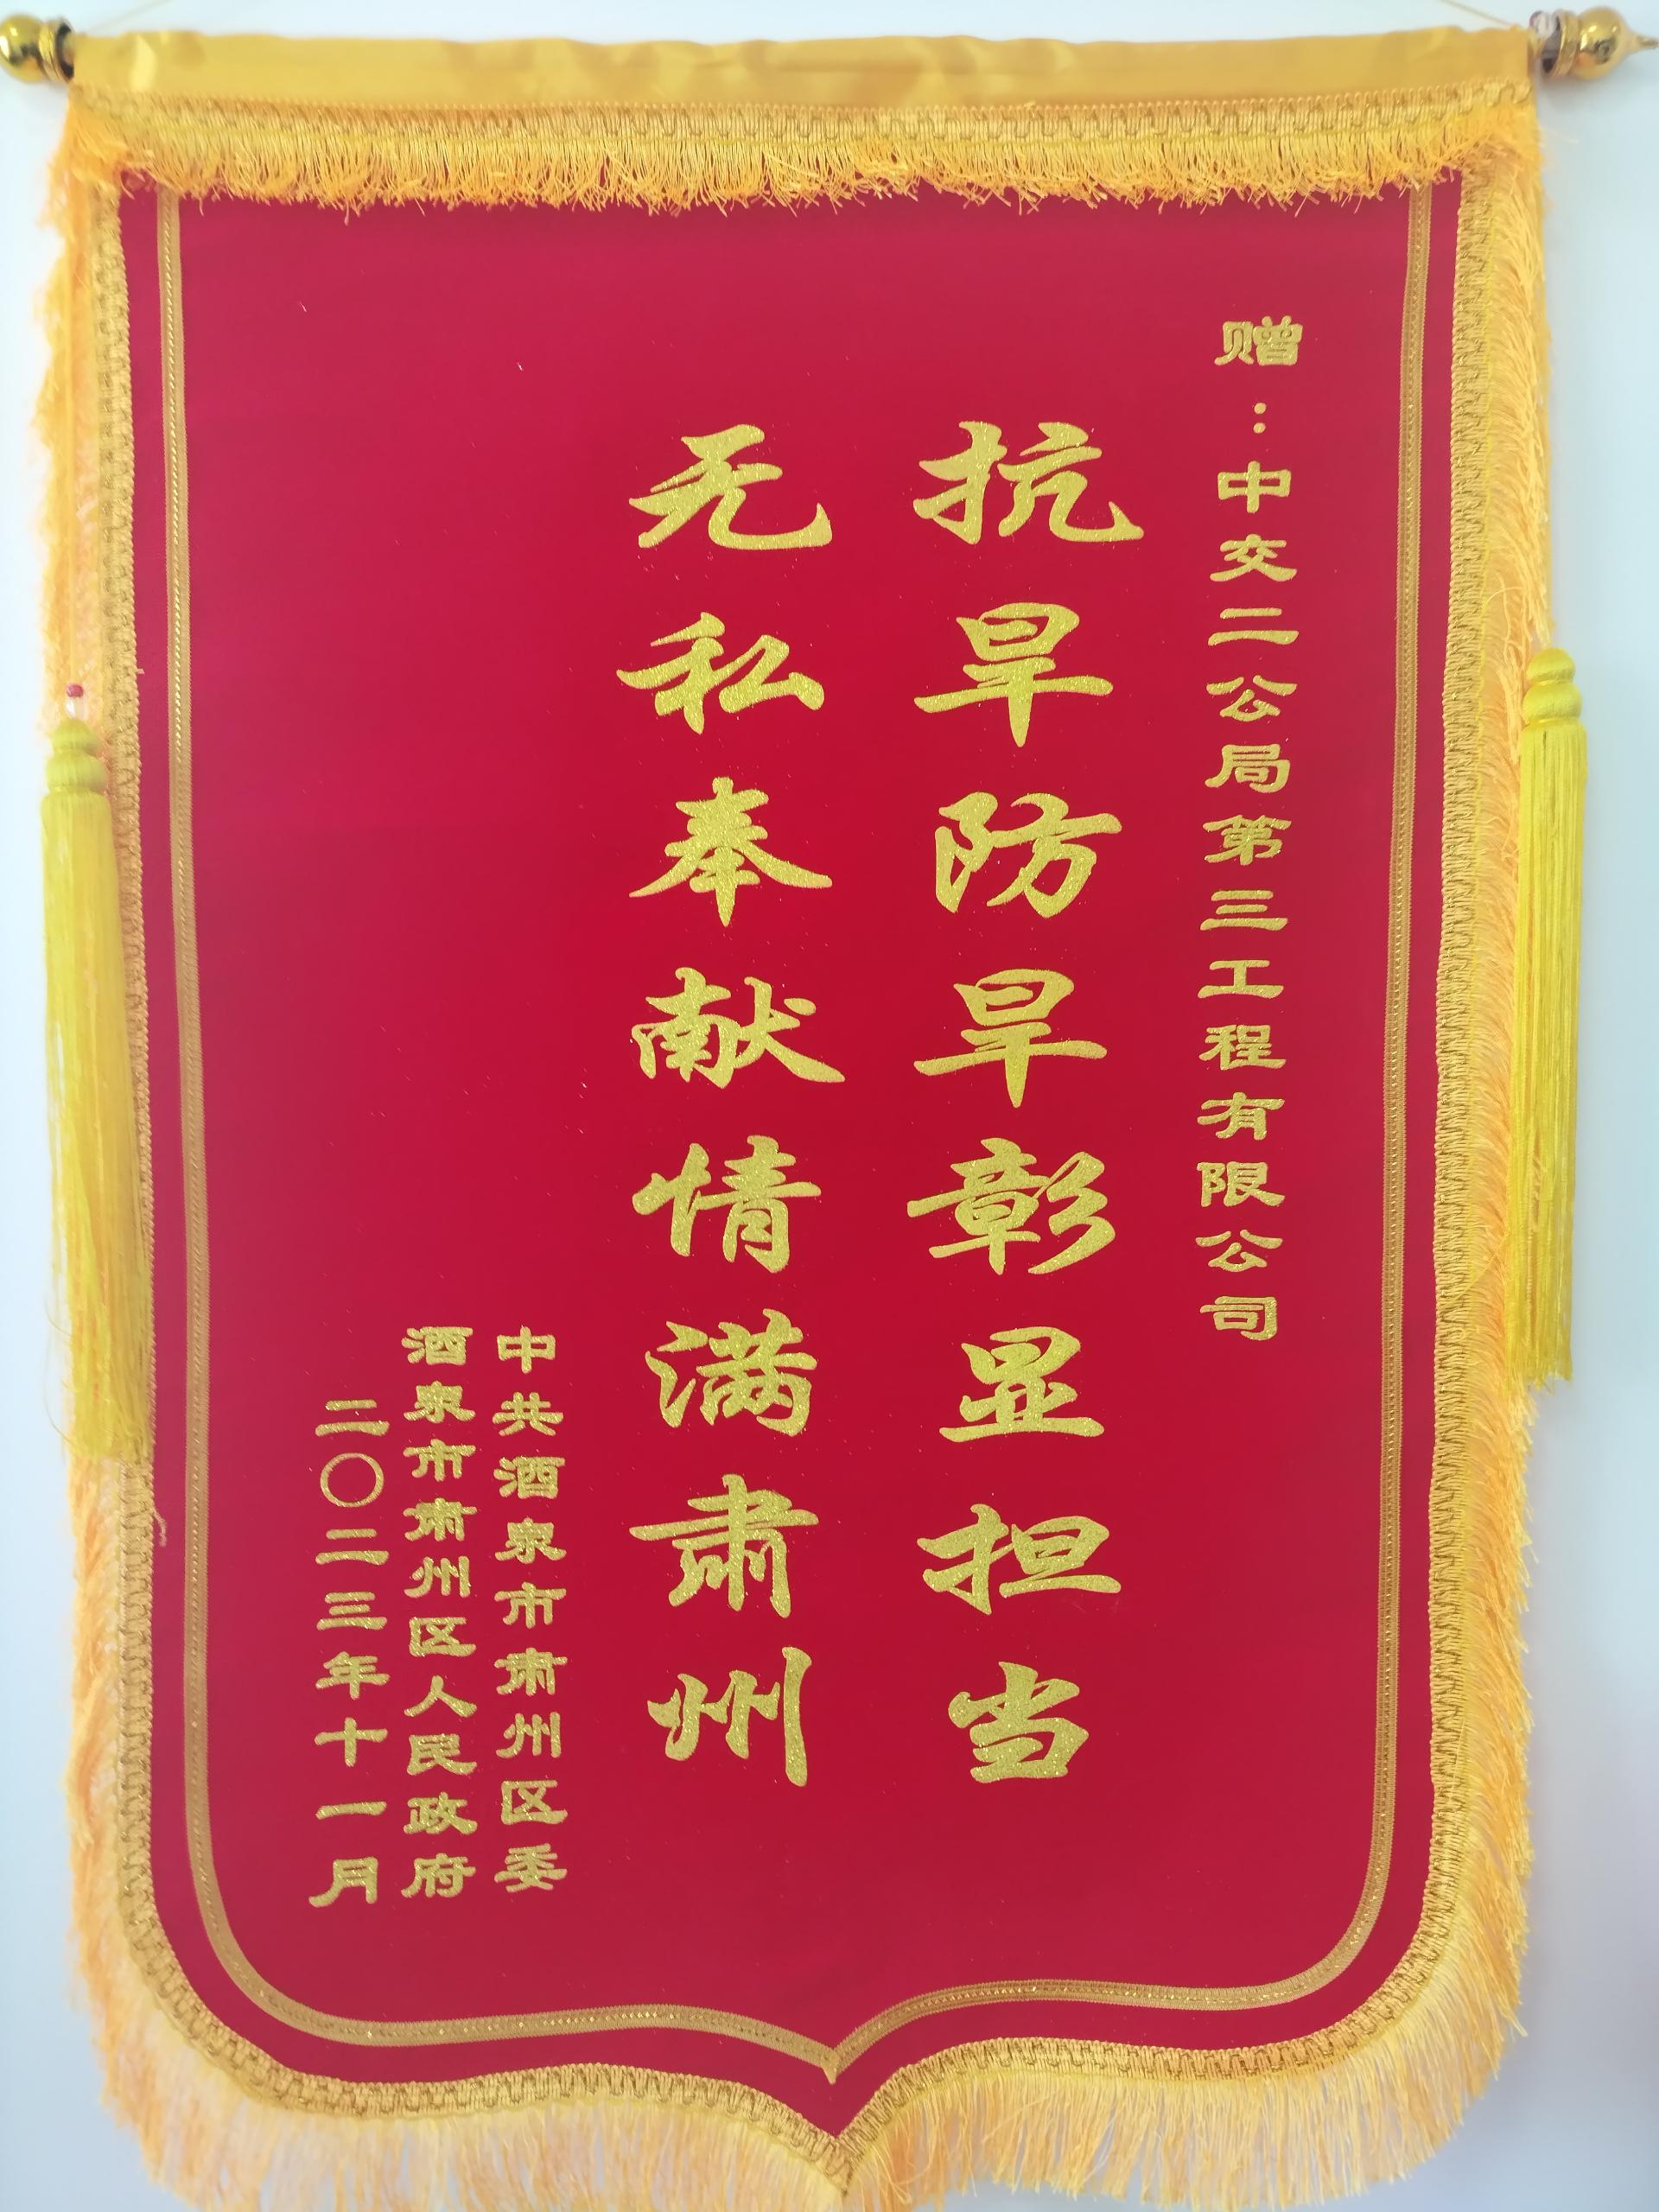 赠：中交二公局第三工程有限公司
抗旱防旱彰显担当
无私奉献情满肃州
中共酒泉市肃州区委
酒泉市肃州区人民政府
二〇二三年十一月